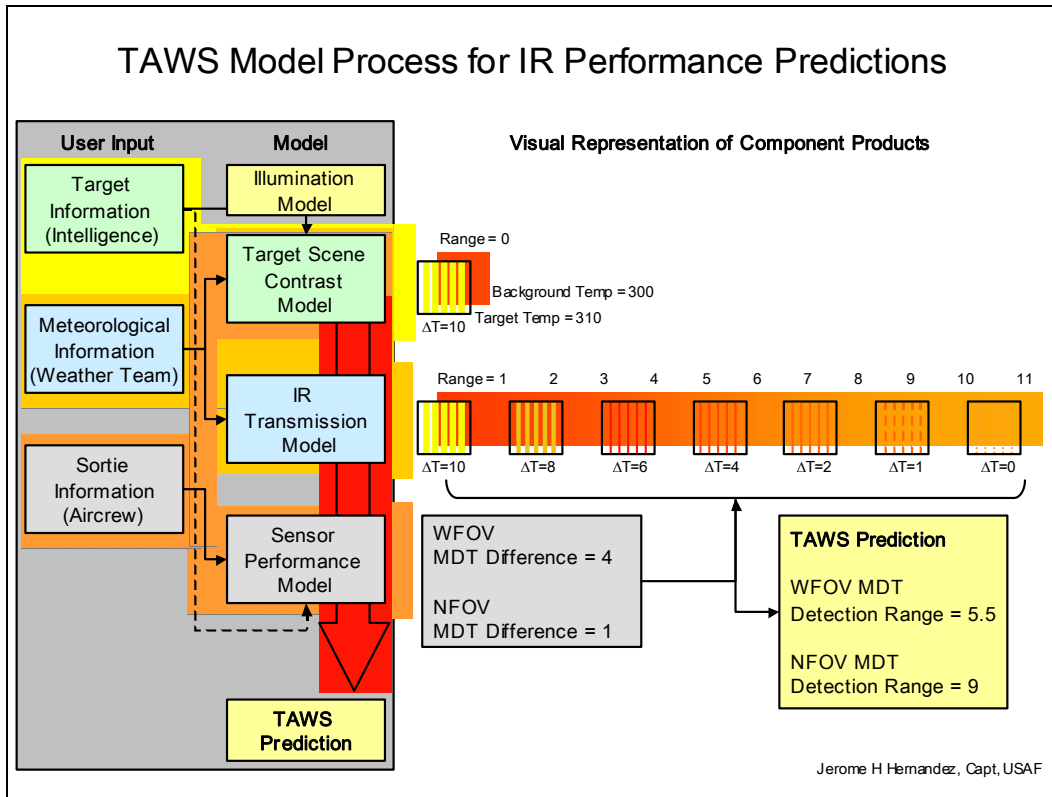 TAWS Model Process for IR Performance Predictions
User Input
Model
Visual Representation of Component Products
Target
Information
(Intelligence)
Illumination
Model
Target Scene
Contrast
Model
Range = 0
Background Temp = 300
Target Temp = 310
ΔT=10
Meteorological
Information
(Weather Team)
IR
Transmission
Model
Range = 1 2 3 4 5 6 7 8 9 10 11
ΔT=10 ΔT=8 ΔT=6 ΔT=4 ΔT=2 ΔT=1 ΔT=0
Sortie
Information
(Aircrew)
Sensor
Performance
Model
WFOV
MDT Difference = 4
NFOV
MDT Difference = 1
TAWS Prediction
WFOV MDT
Detection Range = 5.5
NFOV MDT
Detection Range = 9
TAWS
Prediction
Jerome H Hernandez, Capt, USAF